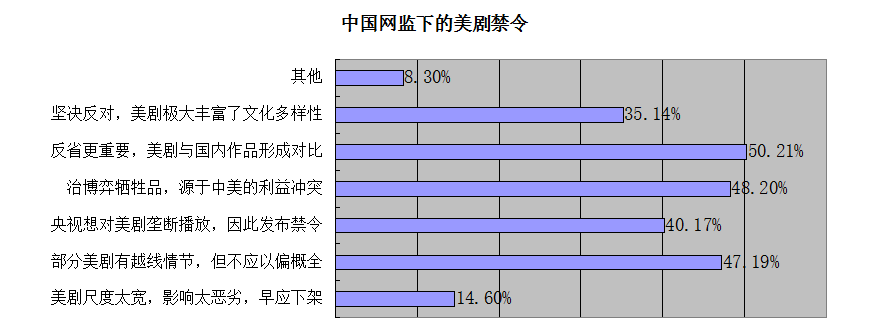 中国网监下的美剧禁令
其他
8.30%
坚决反对，美剧极大丰富了文化多样性
35.14%
反省更重要，美剧与国内作品形成对比
50.21%
治博弈牺牲品，源于中美的利益冲突
48.20%
央视想对美剧垄断播放，因此发布禁令
40.17%
部分美剧有越线情节，但不应以偏概全
47.19%
美剧尺度太宽，影响太恶劣，早应下架
14.60%